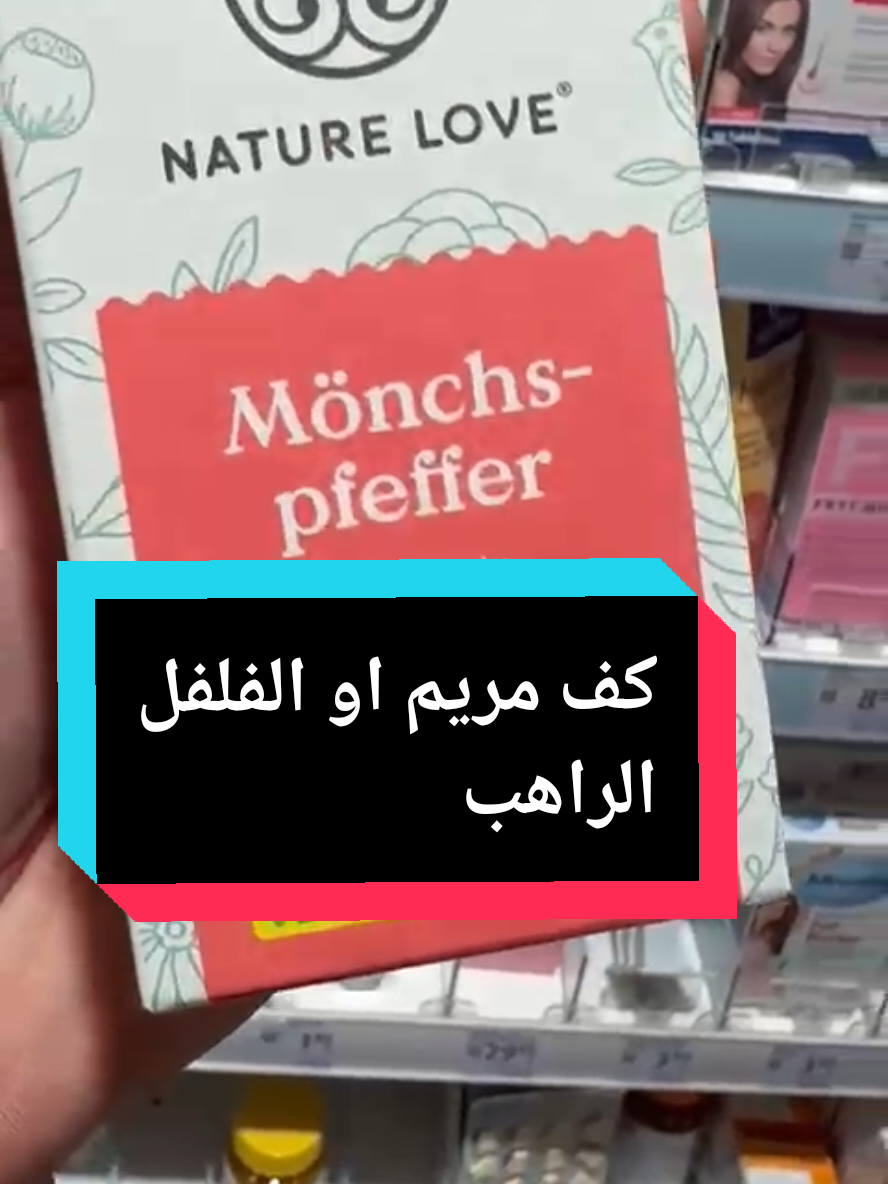 NATURE LOVE®
Mönchs-
pfeffer
كف مريم او الفلفل
الراهب